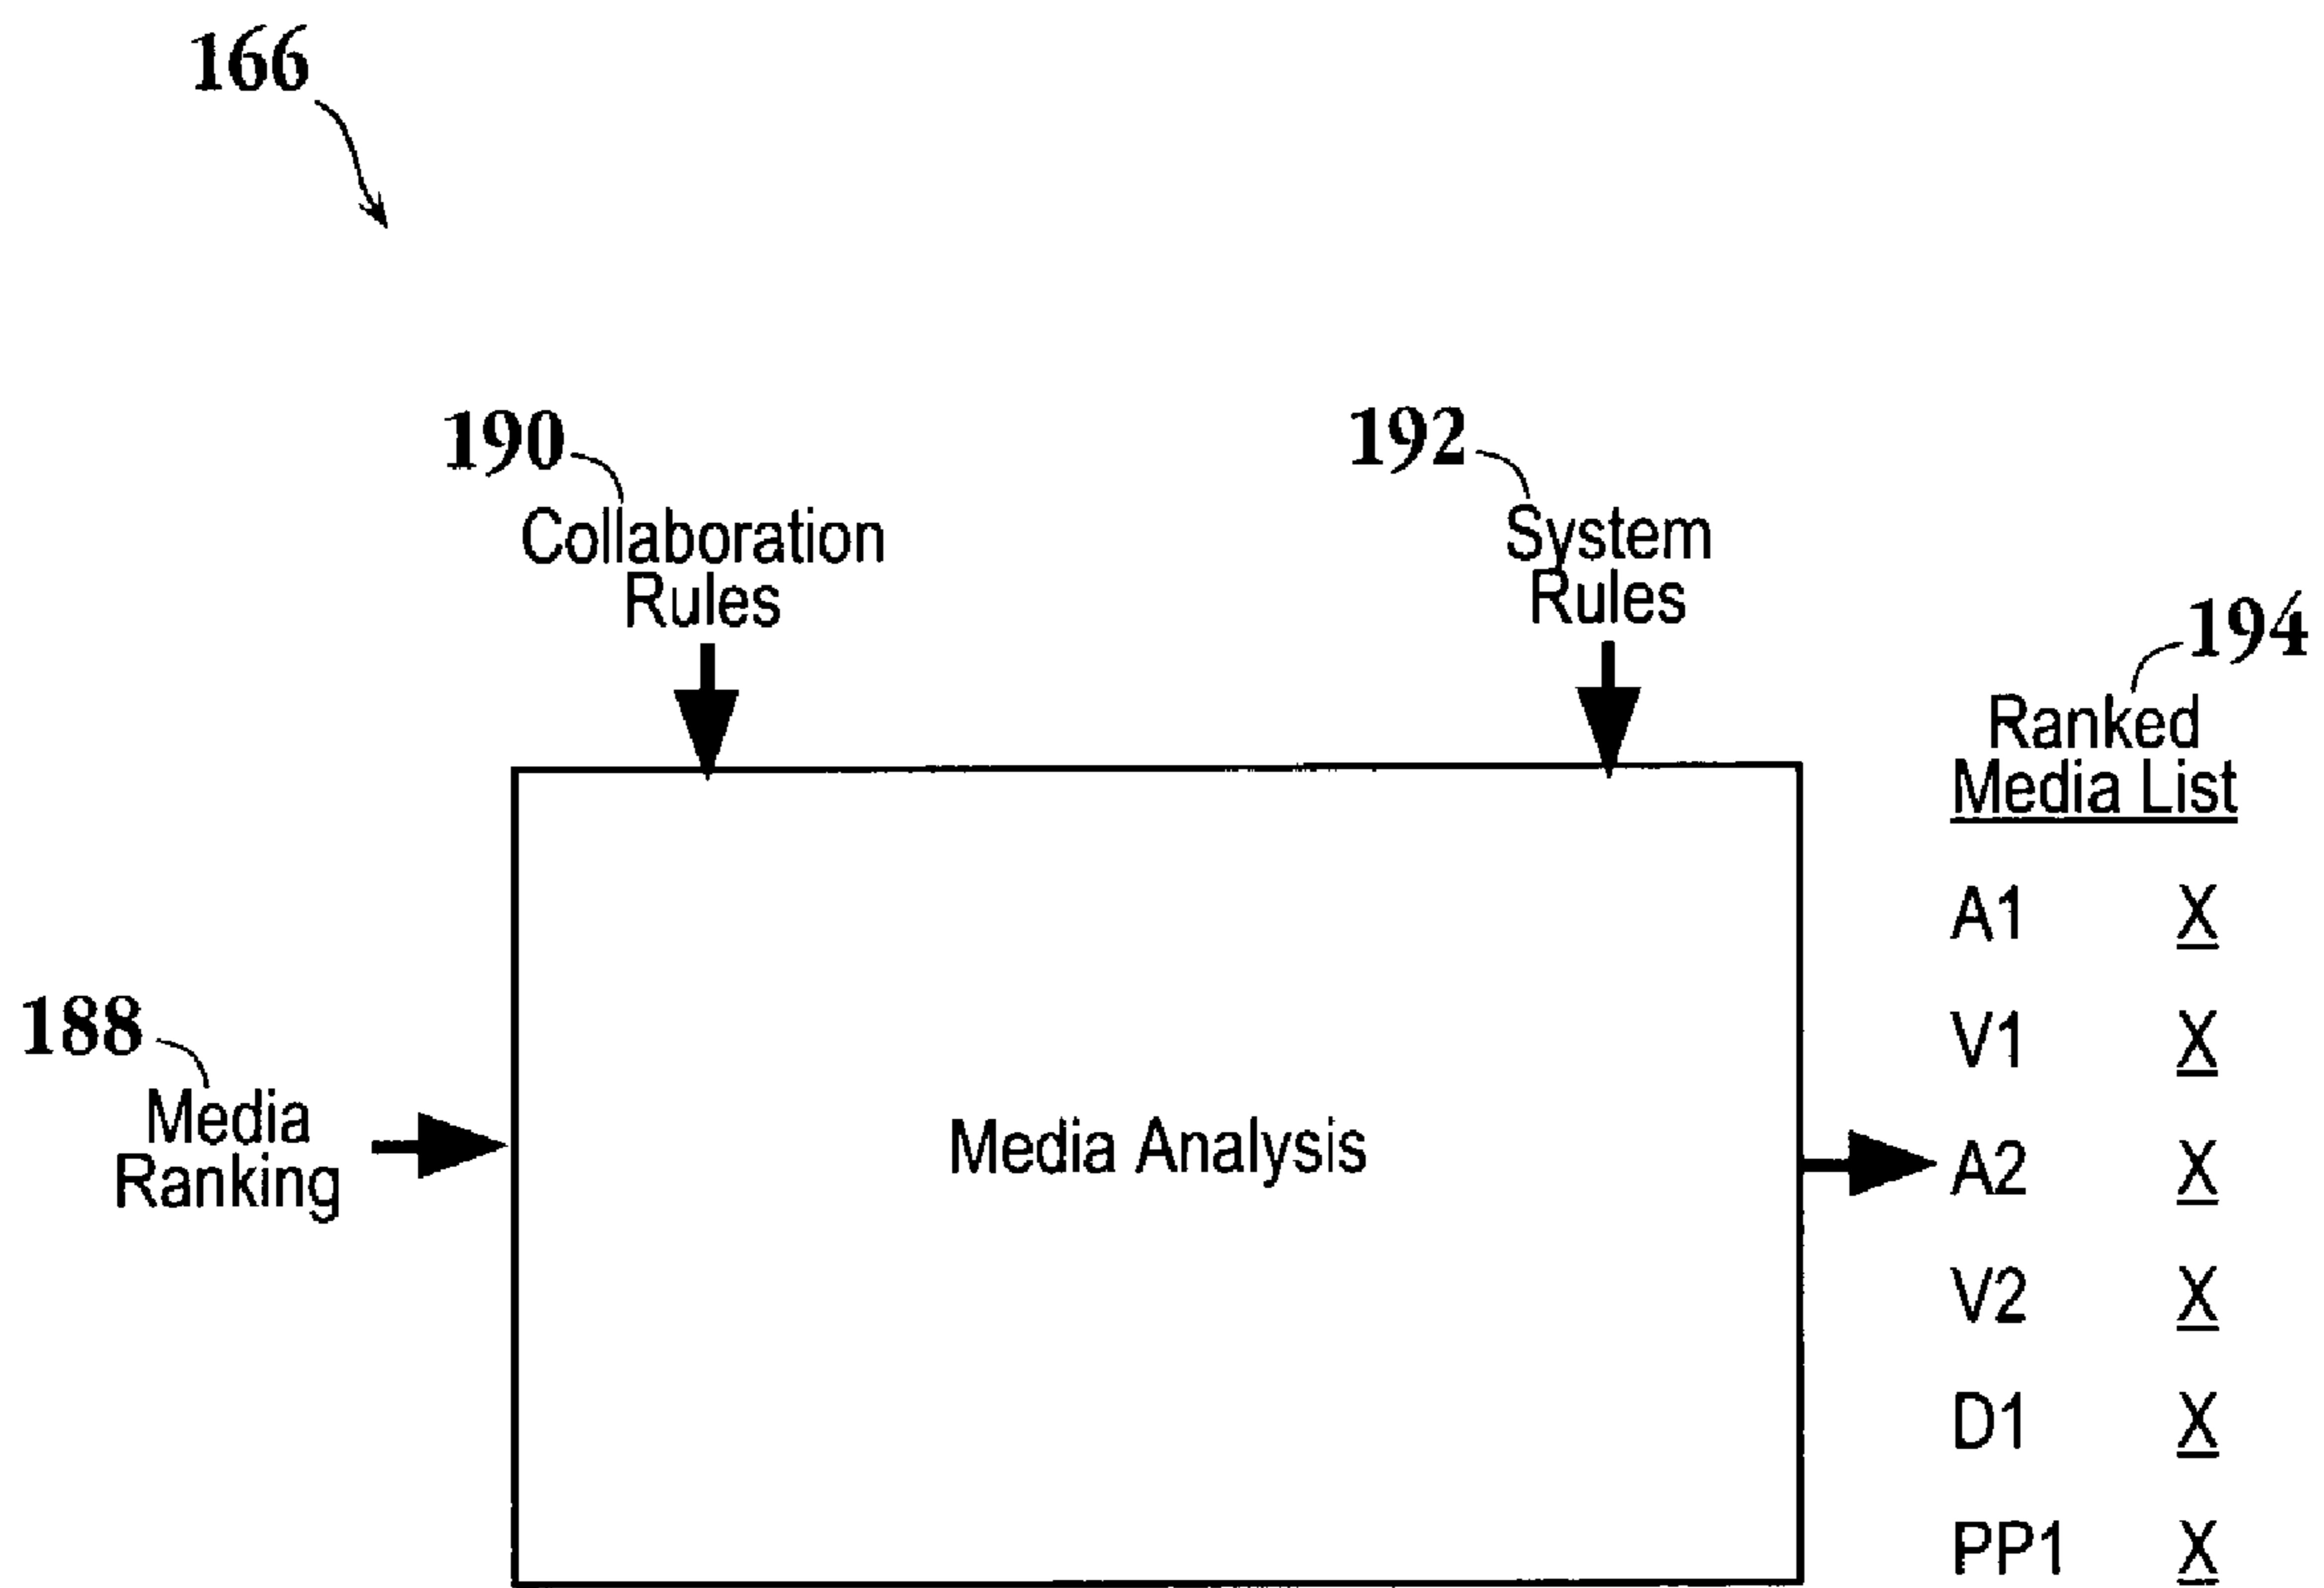 166
190
Collaboration
Rules
192
System
Rules
194
Ranked
Media List
A1 X
V1 X
188
Media
Ranking
Media Analysis
A2 X
V2 X
D1 X
PP1 X